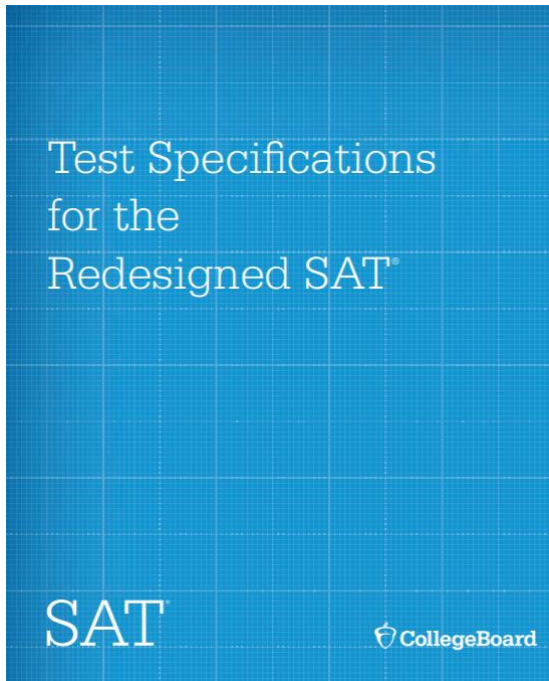 Test Specifications
for the
Redesigned SAT®
SAT®
CollegeBoard